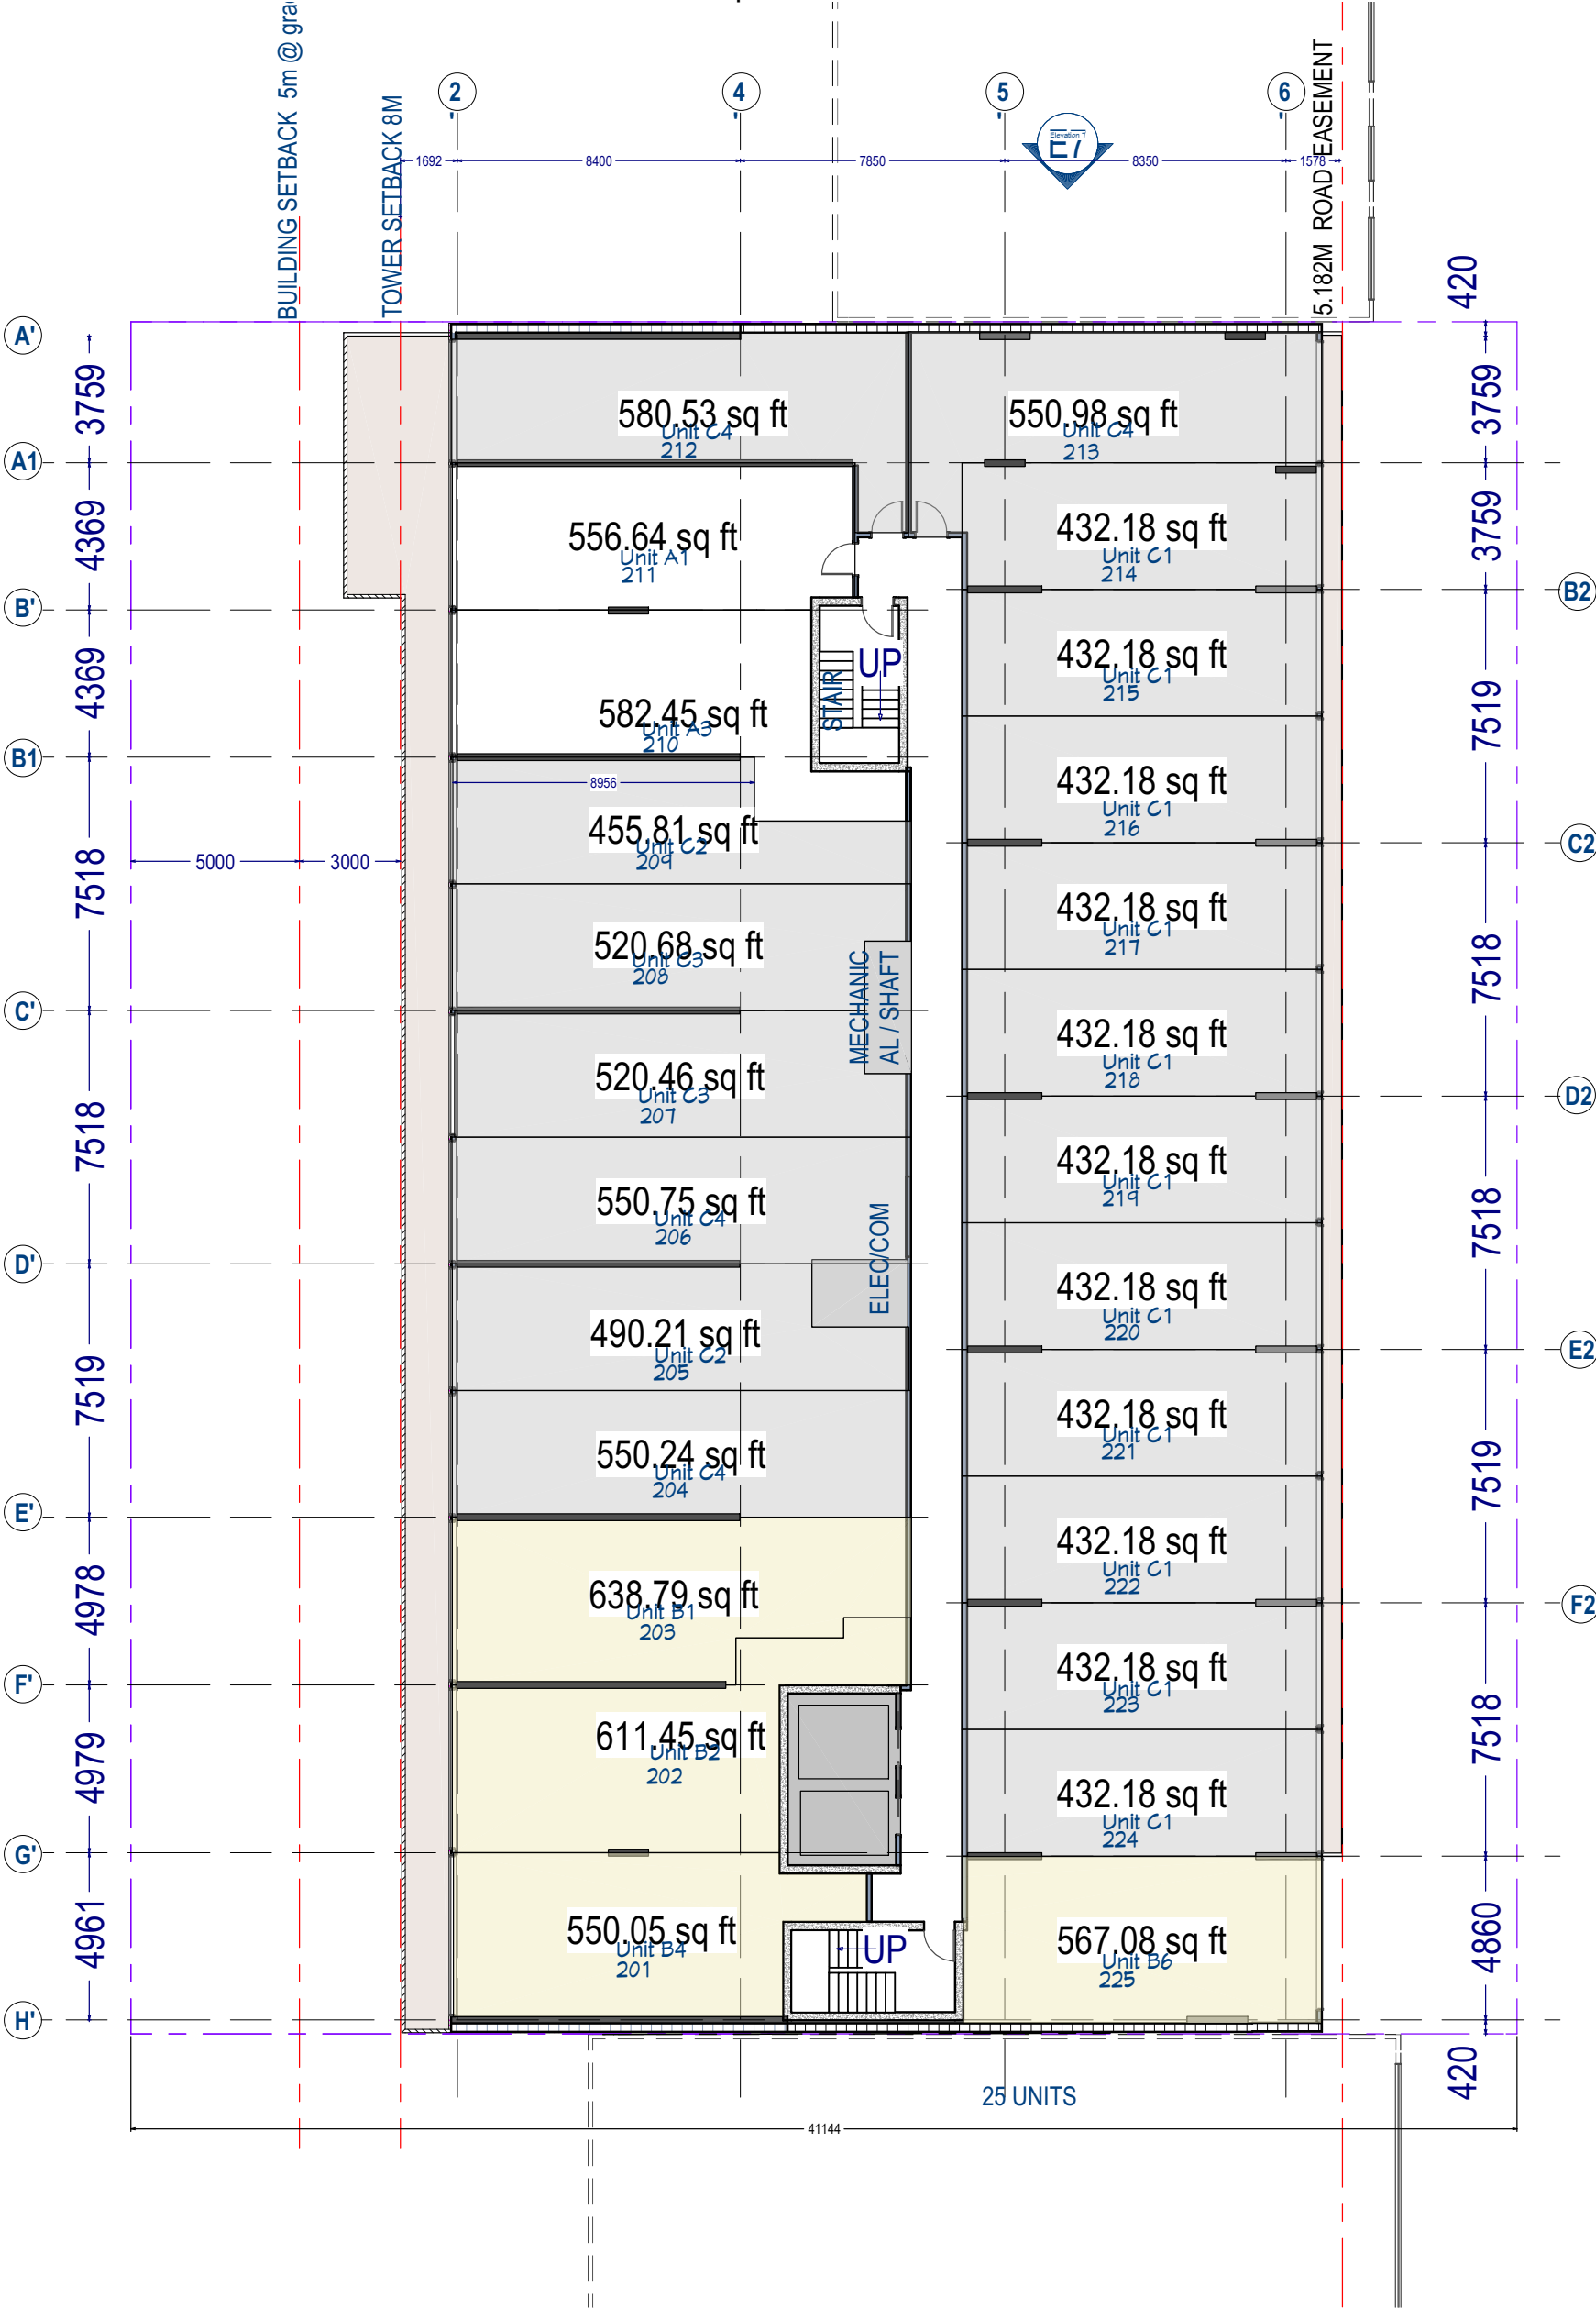 BUILDING SETBACK 5m @ gra
TOWER SETBACK 8M
5.182M ROAD EASEMENT
2
4
5
6
Elevation 7
E7
1692
8400
7850
8350
1578
420
A'
3759
580.53 sq ft
Unit C4
212
550.98 sq ft
Unit C4
213
3759
A1
4369
556.64 sq ft
Unit A1
211
432.18 sq ft
Unit C1
214
3759
B'
B2
UP
STAIR
432.18 sq ft
Unit C1
215
4369
582.45 sq ft
Unit A3
210
7519
B1
8956
432.18 sq ft
Unit C1
216
455.81 sq ft
Unit C2
209
C2
5000
3000
7518
520.68 sq ft
Unit C3
208
MECHANIC
AL / SHAFT
432.18 sq ft
Unit C1
217
7518
C'
432.18 sq ft
Unit C1
218
520.46 sq ft
Unit C3
207
D2
7518
550.75 sq ft
Unit C4
206
432.18 sq ft
Unit C1
219
7518
D'
ELEC/COM
432.18 sq ft
Unit C1
220
490.21 sq ft
Unit C2
205
E2
7519
550.24 sq ft
Unit C4
204
432.18 sq ft
Unit C1
221
7519
E'
432.18 sq ft
Unit C1
222
4978
638.79 sq ft
Unit B1
203
F2
F'
432.18 sq ft
Unit C1
223
4979
611.45 sq ft
Unit B2
202
7518
432.18 sq ft
Unit C1
224
G'
4961
550.05 sq ft
Unit B4
201
UP
567.08 sq ft
Unit B6
225
4860
H'
420
25 UNITS
41144